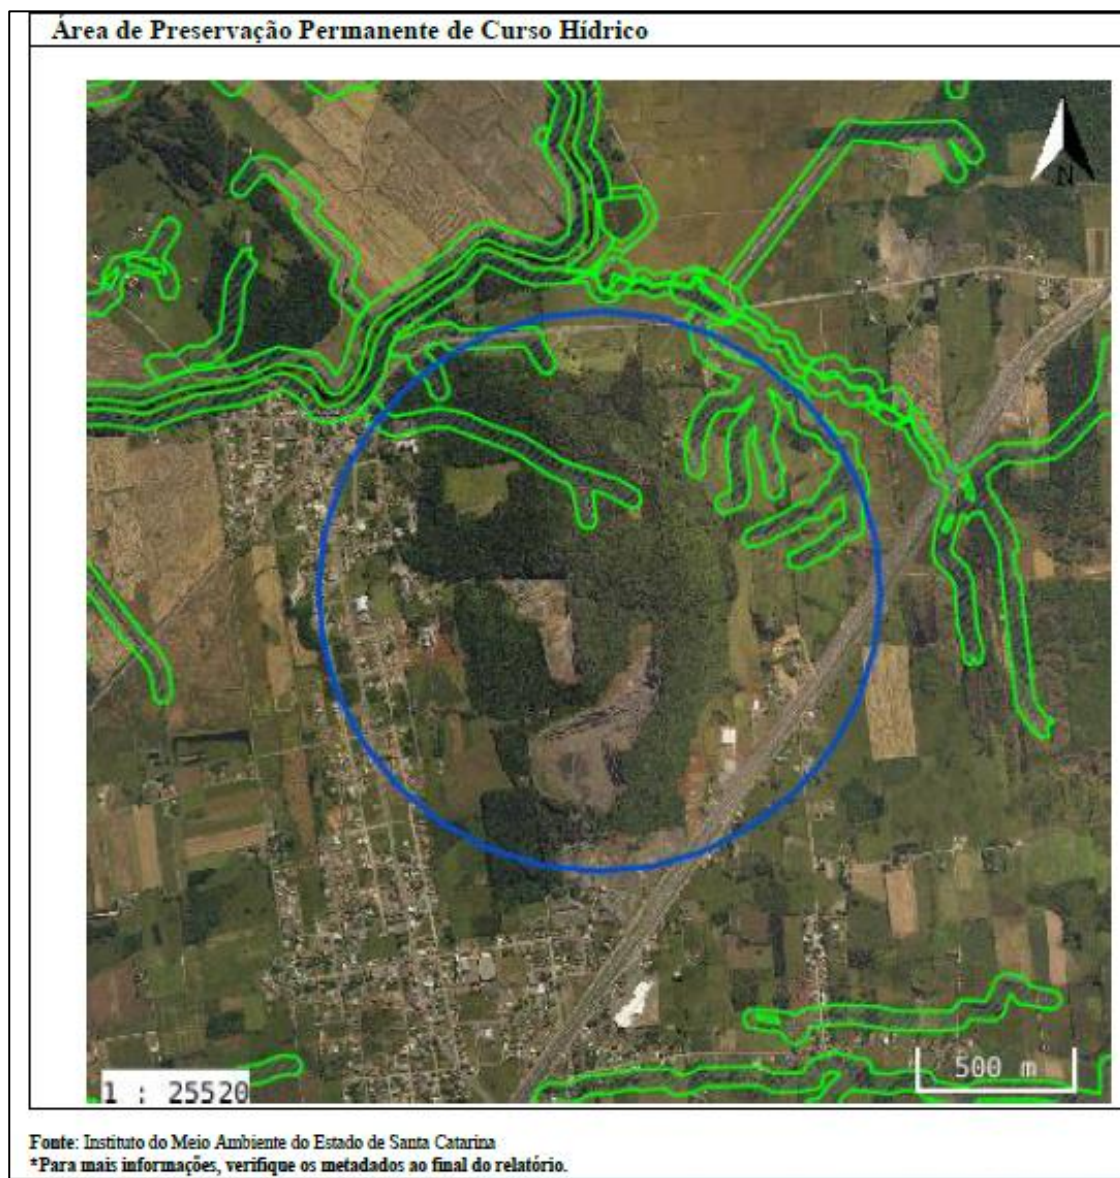 Área de Preservação Permanente de Curso Hídrico
N
500 m
1 : 25520
Fonte: Instituto do Meio Ambiente do Estado de Santa Catarina
*Para mais informações, verifique os metadados ao final do relatório.